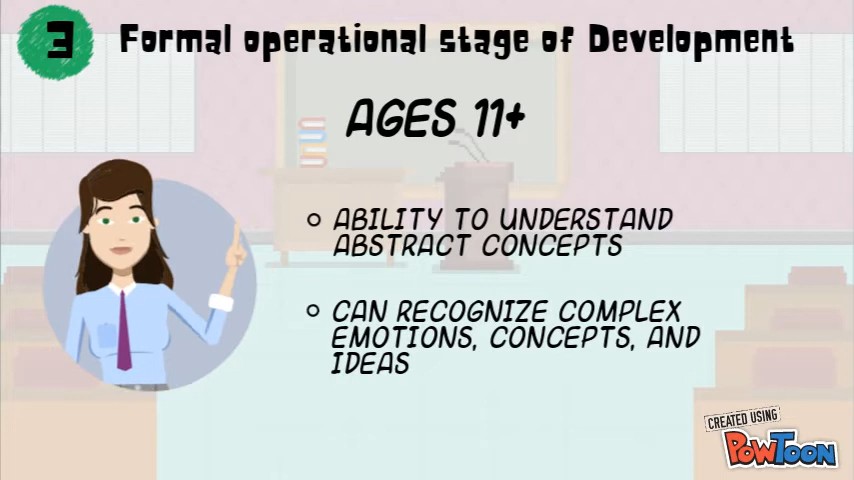 3 Formal operational stage of Development
AGES 11+
ABILITY TO UNDERSTAND
ABSTRACT CONCEPTS
CAN RECOGNIZE COMPLEX
EMOTIONS, CONCEPTS, AND
IDEAS
CREATED USING
POWTOON